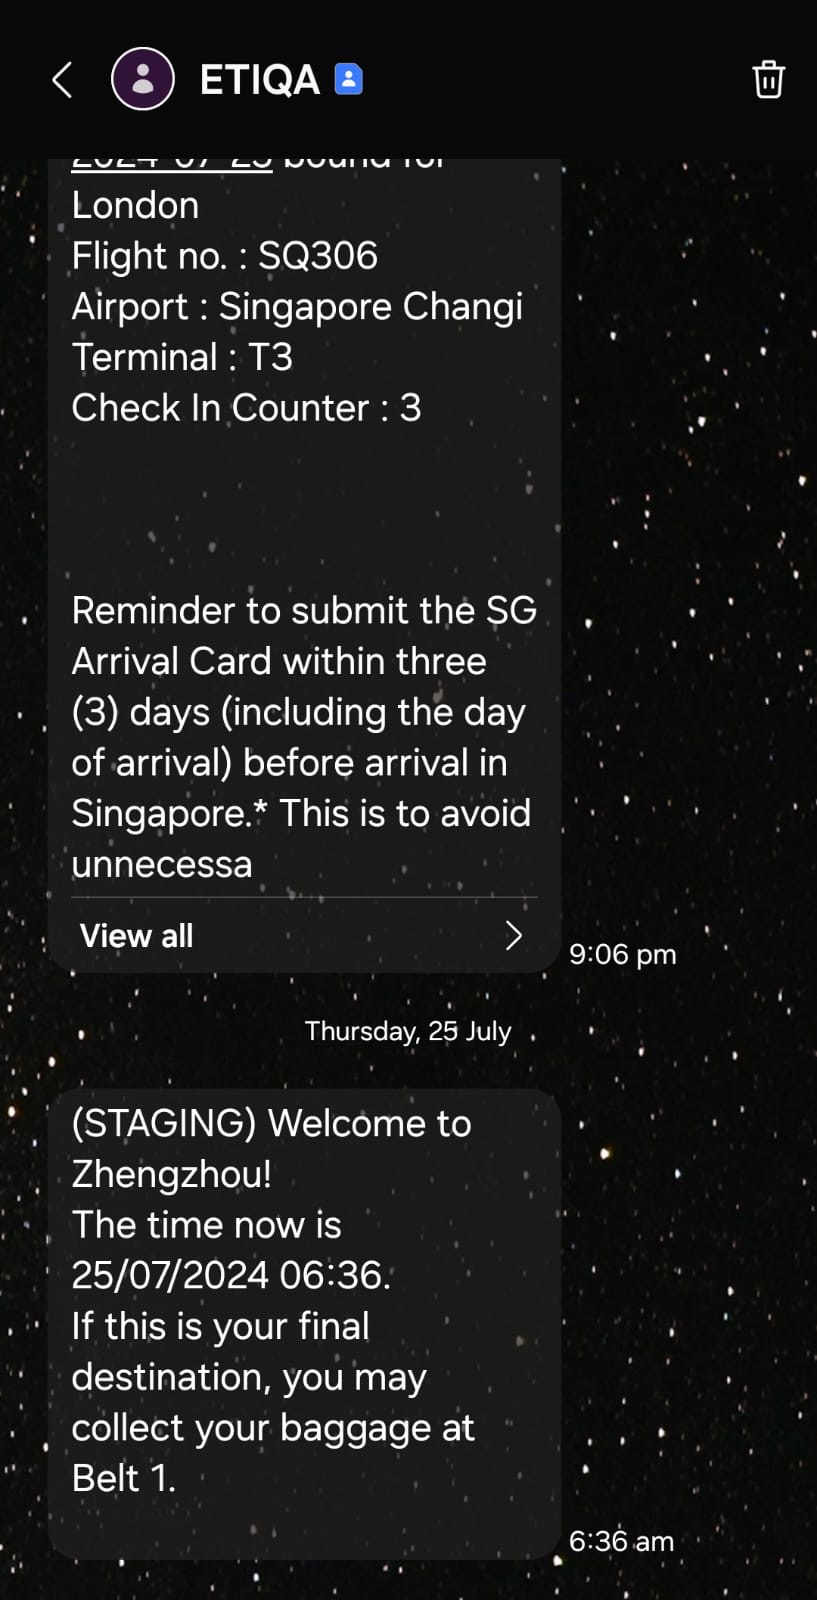 ETIQA
2024-07-25 bound for
London
Flight no. : SQ306
Airport : Singapore Changi
Terminal : T3
Check In Counter : 3
Reminder to submit the SG
Arrival Card within three
(3) days (including the day
of arrival) before arrival in
Singapore.* This is to avoid
unnecessa
View all
9:06 pm
Thursday, 25 July
(STAGING) Welcome to
Zhengzhou!
The time now is
25/07/2024 06:36.
If this is your final
destination, you may
collect your baggage at
Belt 1.
6:36 am